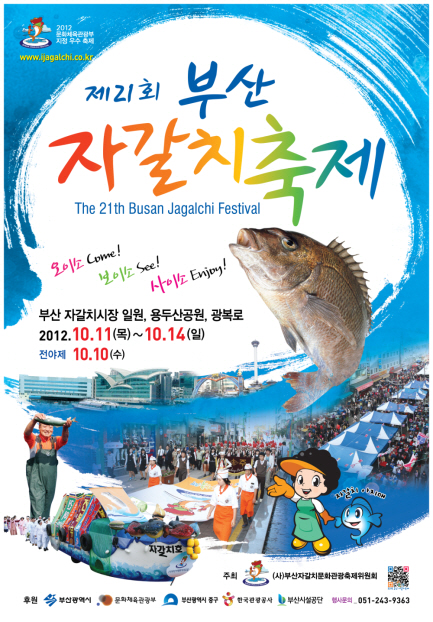 2012
문화체육관광부
지정 우수 축제
www.ijagalchi.co.kr
제21회 부산
자갈치축제
The 21th Busan Jagalchi Festival
오이소 Come!
보이소 See!
사이소 Enjoy!
부산 자갈치시장 일원, 용두산공원, 광복로
2012. 10.11(목)~10.14(일)
전야제 10.10(수)
자갈치호
주최 (사)부산자갈치문화관광축제위원회
후원 부산광역시 문화체육관광부 부산광역시 중구 한국관광공사 부산시설공단 행사문의 051-243-9363